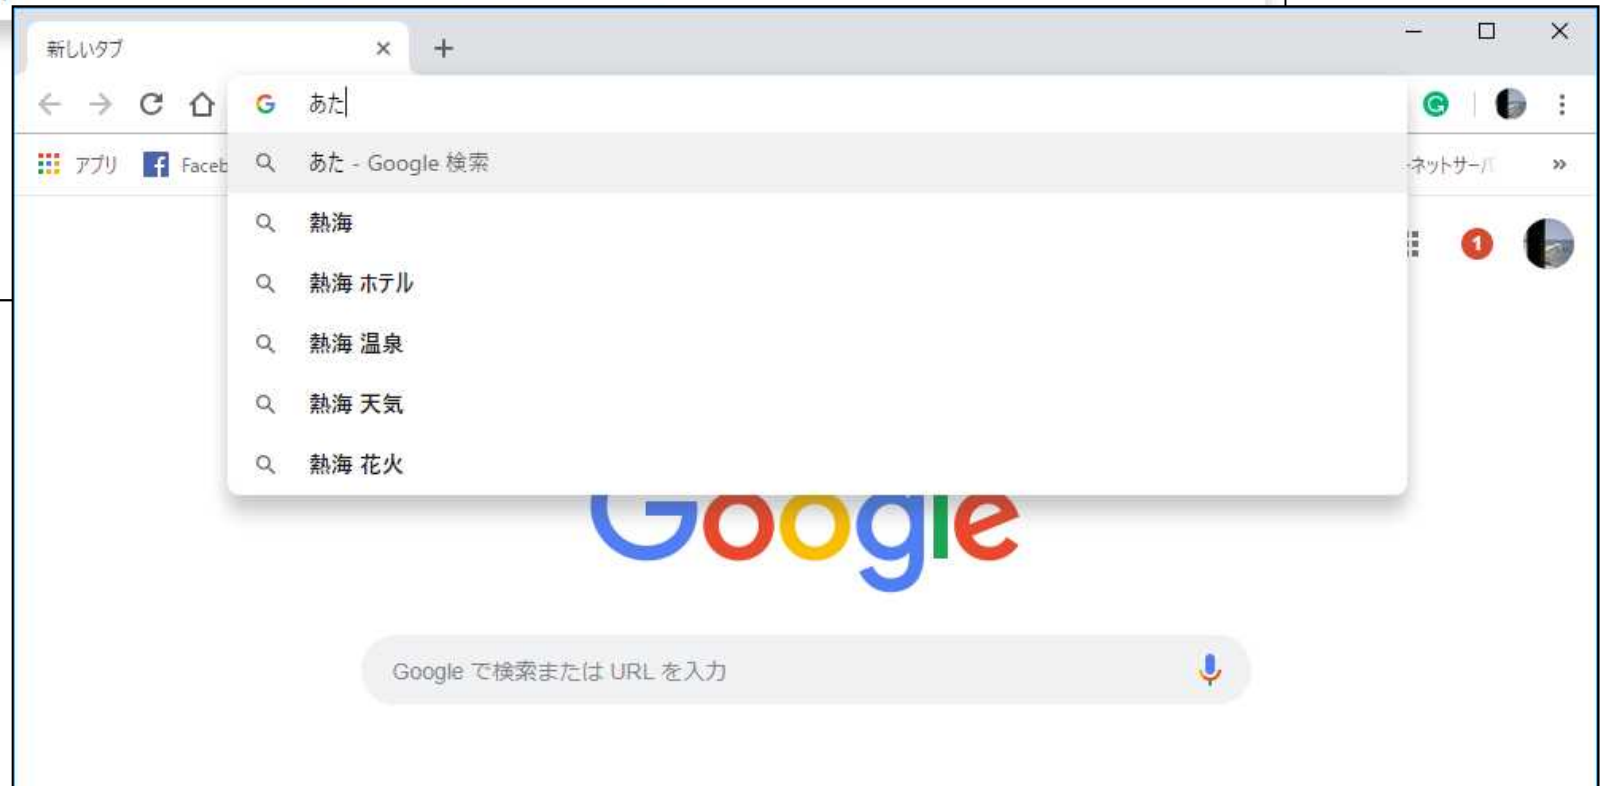 新しいタブ
あた
アプリ Faceb
ネットサーバ
あた - Google 検索
熱海
熱海 ホテル
熱海 温泉
熱海 天気
熱海 花火
1
Google
Google で検索または URL を入力